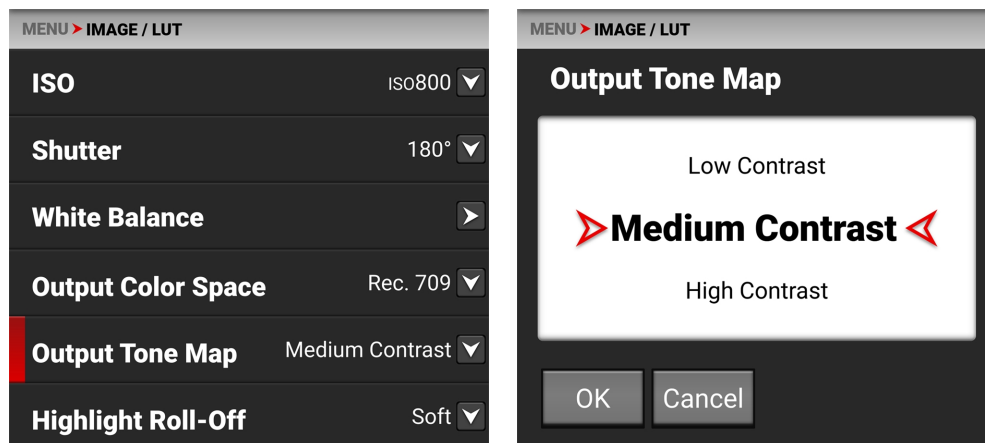 MENU IMAGE / LUT
ISO ISO800
Shutter 180°
White Balance
Output Color Space Rec. 709
Output Tone Map Medium Contrast
Highlight Roll-Off Soft
MENU IMAGE / LUT
Output Tone Map
Low Contrast
Medium Contrast
High Contrast
OK Cancel